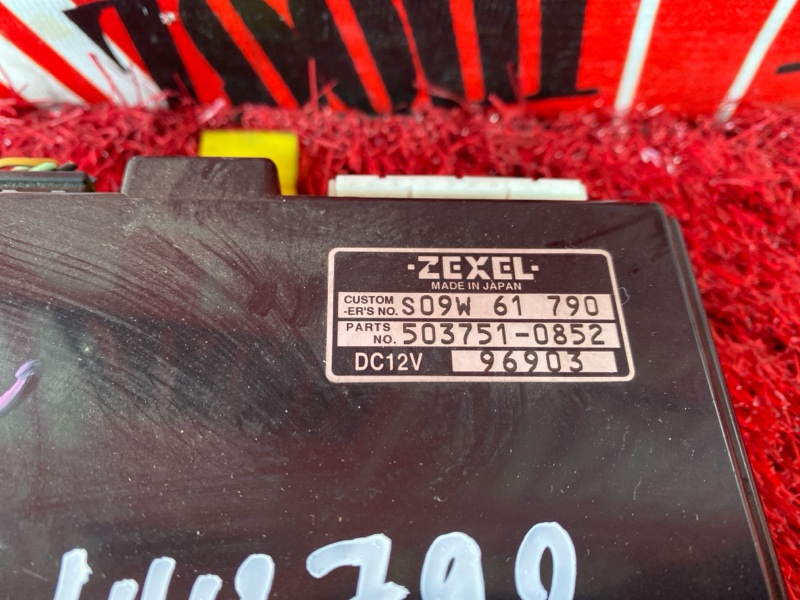 ·ZEXEL·
MADE IN JAPAN
CUSTOM
-ER'S NO. S09W 61 790
PARTS
NO. 503751-0852
DC12V 96903